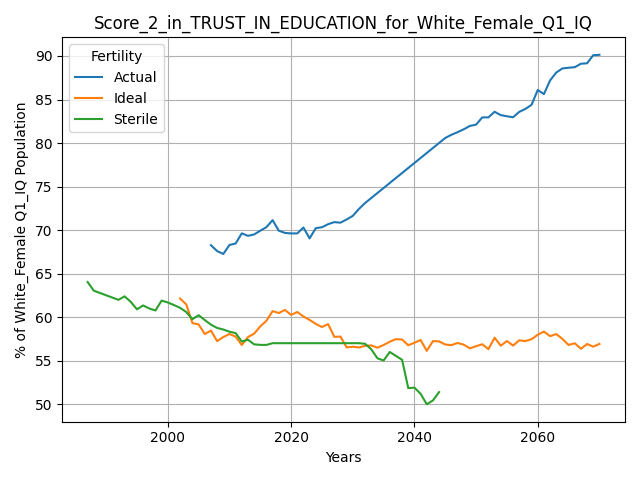 Score_2_in_TRUST_IN_EDUCATION_for_White_Female_Q1_IQ
% of White_Female Q1_IQ Population
90
85
80
75
70
65
60
55
50
Fertility
Actual
Ideal
Sterile
2000
2020
2040
2060
Years